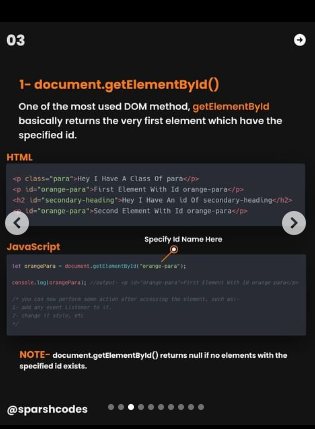 03
1- document.getElementById()
One of the most used DOM method, getElementById
basically returns the very first element which have the
specified id.
HTML
<p class="para">Hey I Have A Class Of para</p>
<p id="orange-para">First Element With Id orange-para</p>
<h2 id="secondary-heading">Hey I Have An id Of secondary-heading</h2>
<p id="orange-para">Second Element With Id orange-para</p>
Specify Id Name Here
JavaScript
let orangePara = document.getElementById("orange-para");
console.log(orangePara); //output- <p id="orange-para">First Element With Id orange para</p>
/* you can now perform some action after accessing the element, such as:-
1- add any event Listener to it.
2- change it style, etc
*/
NOTE- document.getElementById() returns null if no elements with the
specified id exists.
@sparshcodes